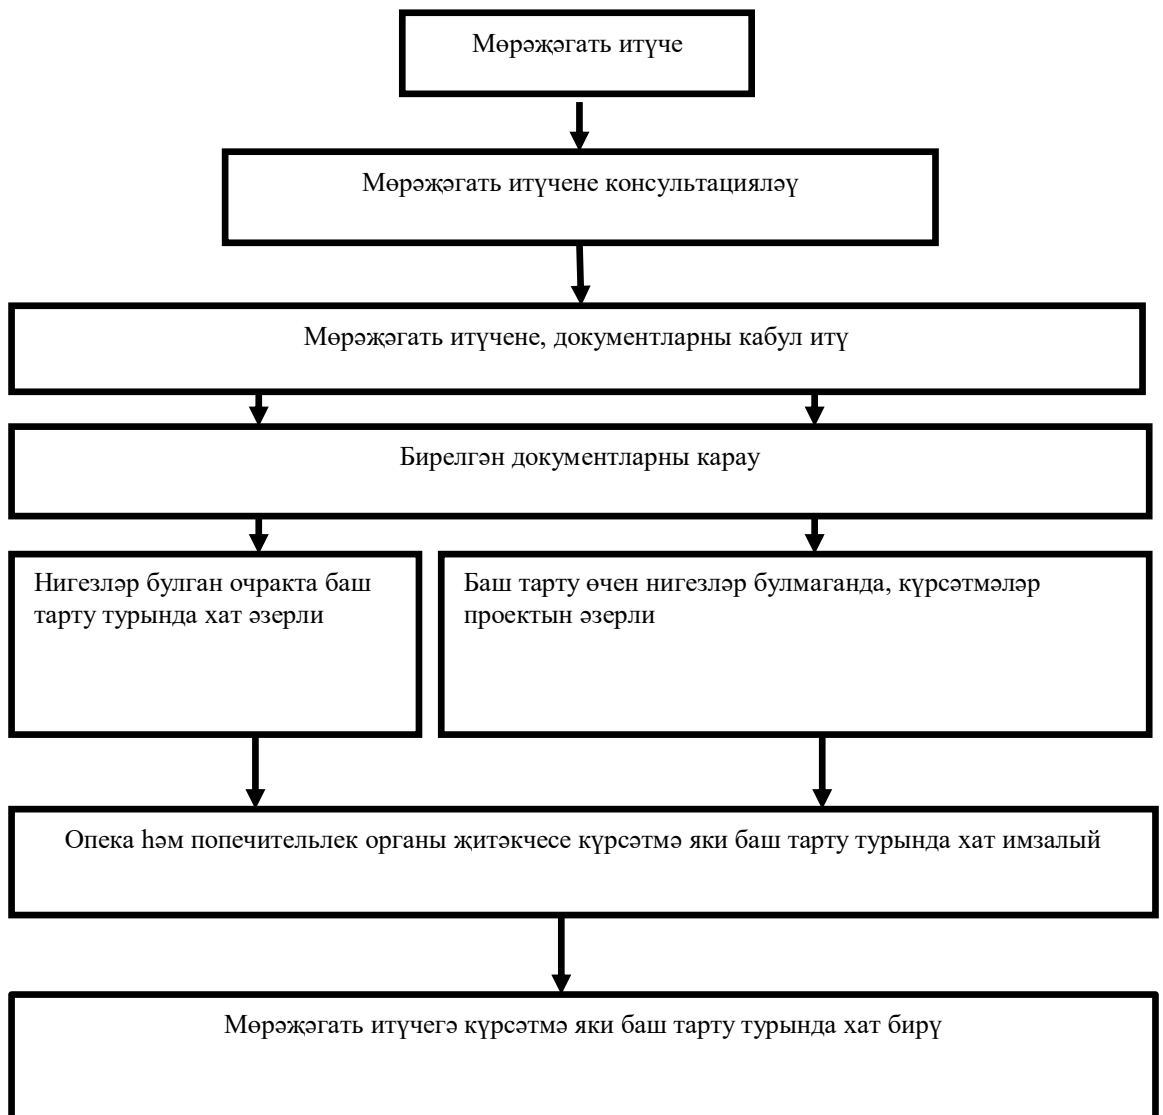 Мөрәҗәгать итүче
Мөрәҗәгать итүчене консультацияләү
Мөрәҗәгать итүчене, документларны кабул итү
Бирелгән документларны карау
Нигезләр булган очракта баш
тарту турында хат әзерли
Баш тарту өчен нигезләр булмаганда, күрсәтмәләр
проектын әзерли
Опека һәм попечительлек органы җитәкчесе күрсәтмә яки баш тарту турында хат имзалый
Мөрәҗәгать итүчегә күрсәтмә яки баш тарту турында хат бирү